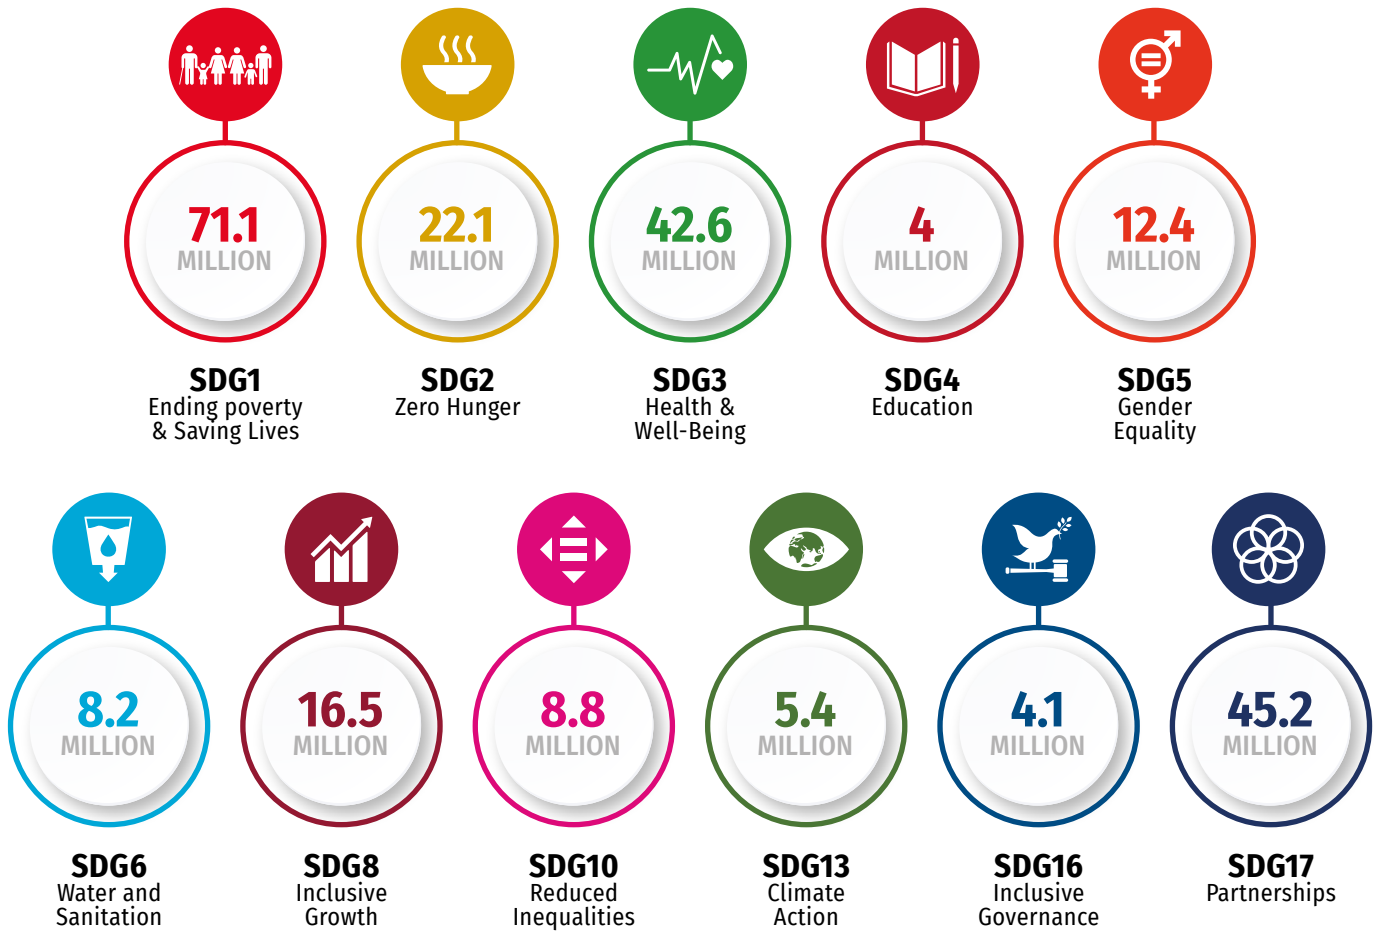 71.1
MILLION
SDG1
Ending poverty
& Saving Lives
22.1
MILLION
SDG2
Zero Hunger
42.6
MILLION
SDG3
Health &
Well-Being
4
MILLION
SDG4
Education
12.4
MILLION
SDG5
Gender
Equality
8.2
MILLION
SDG6
Water and
Sanitation
16.5
MILLION
SDG8
Inclusive
Growth
8.8
MILLION
SDG10
Reduced
Inequalities
5.4
MILLION
SDG13
Climate
Action
4.1
MILLION
SDG16
Inclusive
Governance
45.2
MILLION
SDG17
Partnerships